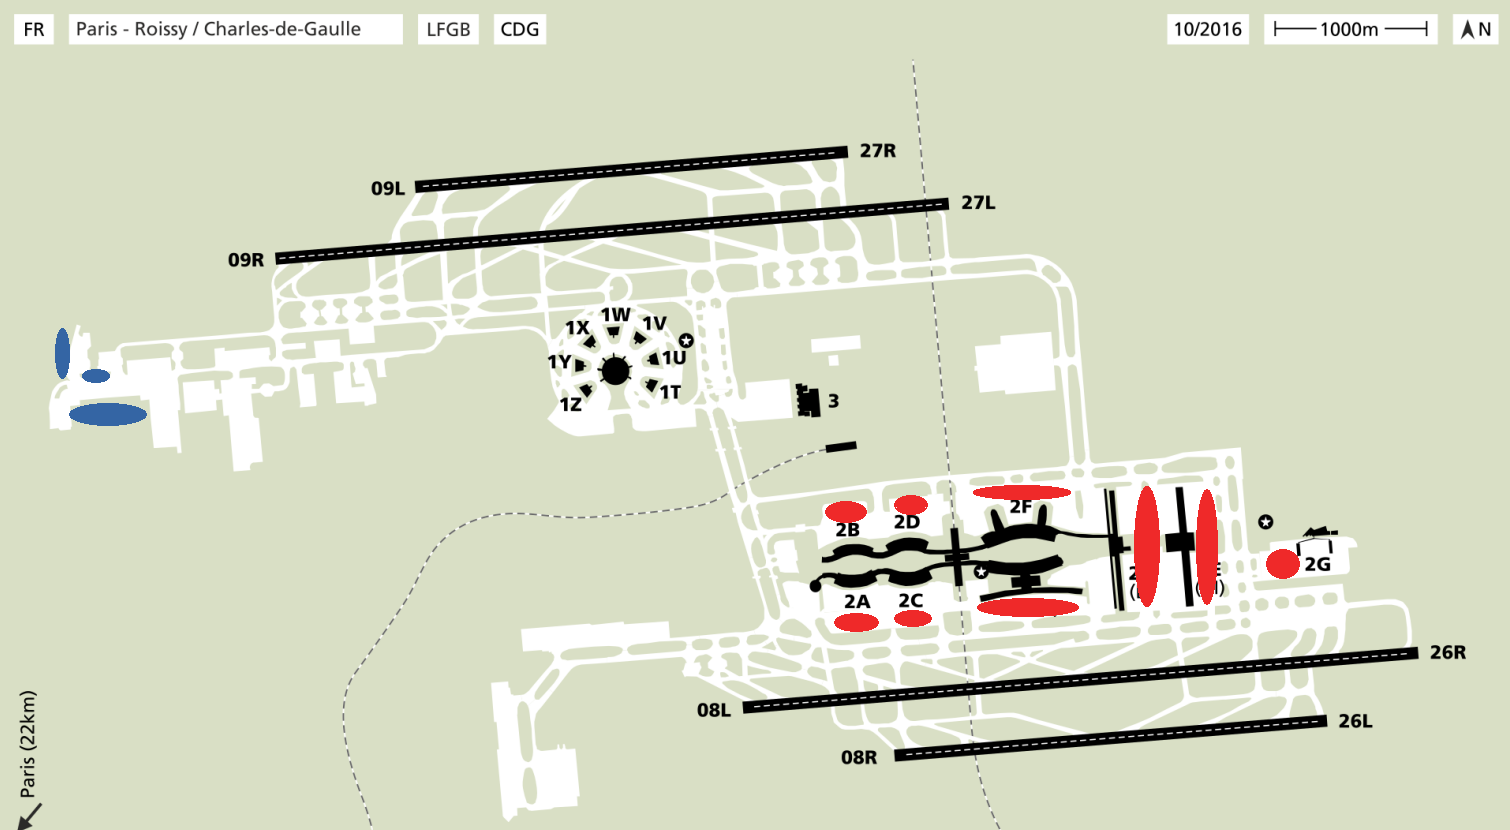 FR
Paris - Roissy / Charles-de-Gaulle
LFGB
CDG
10/2016
1000m
N
27R
09L
27L
09R
1W
1X
1V
1Y
1U
1T
1Z
3
2F
2B
2D
2G
2A
2C
26R
08L
26L
08R
Paris (22km)